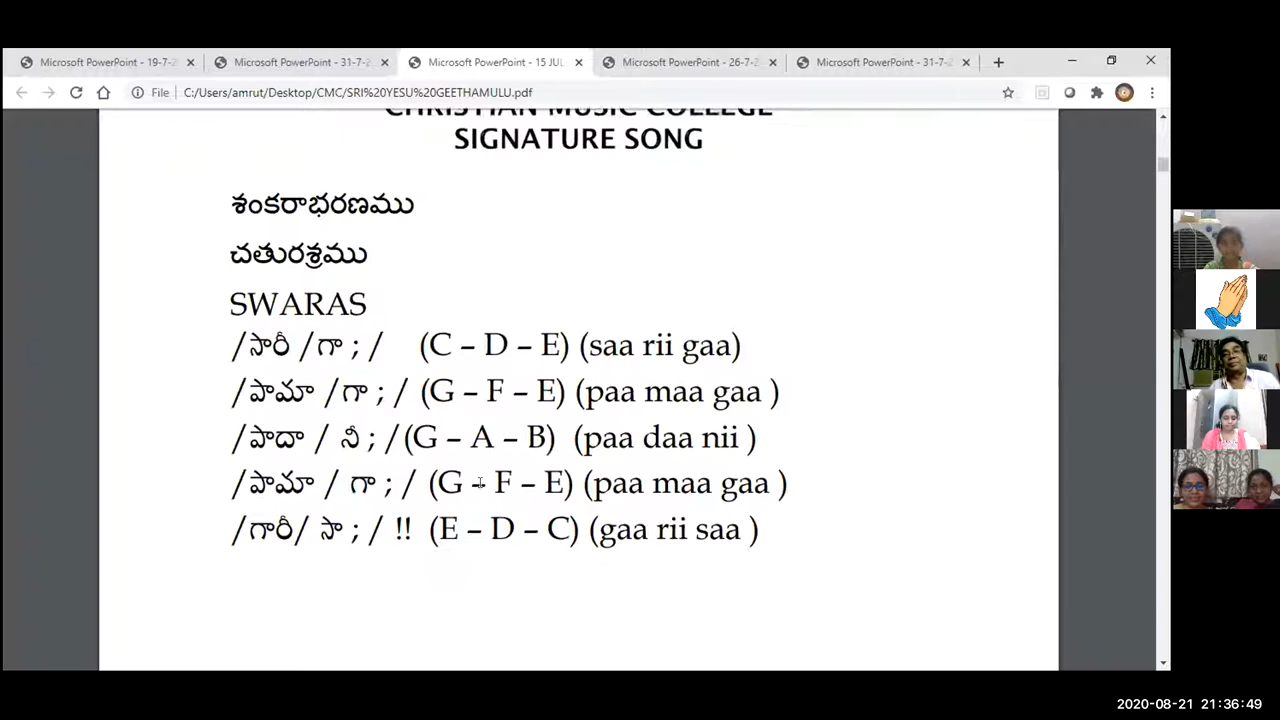 Microsoft PowerPoint - 19-7-2
Microsoft PowerPoint - 31-7-2
Microsoft PowerPoint - 15 JUL
Microsoft PowerPoint - 26-7-2
Microsoft PowerPoint - 31-7-2
File C:/Users/amrut/Desktop/CMC/SRI%20YESU%20GEETHAMULU.pdf
CHRISTIAN MUSIC COLLEGE
SIGNATURE SONG
శంకరాభరణము
చతురశ్రము
SWARAS
/సారీ /గా ; / (C – D – E) (saa rii gaa)
/పామా /గా ; / (G – F – E) (paa maa gaa )
/పాదా / నీ ; /(G – A – B) (paa daa nii )
/పామా / గా ; / (G – F – E) (paa maa gaa )
/గారీ/ సా ; / !! (E – D – C) (gaa rii saa )
2020-08-21 21:36:49